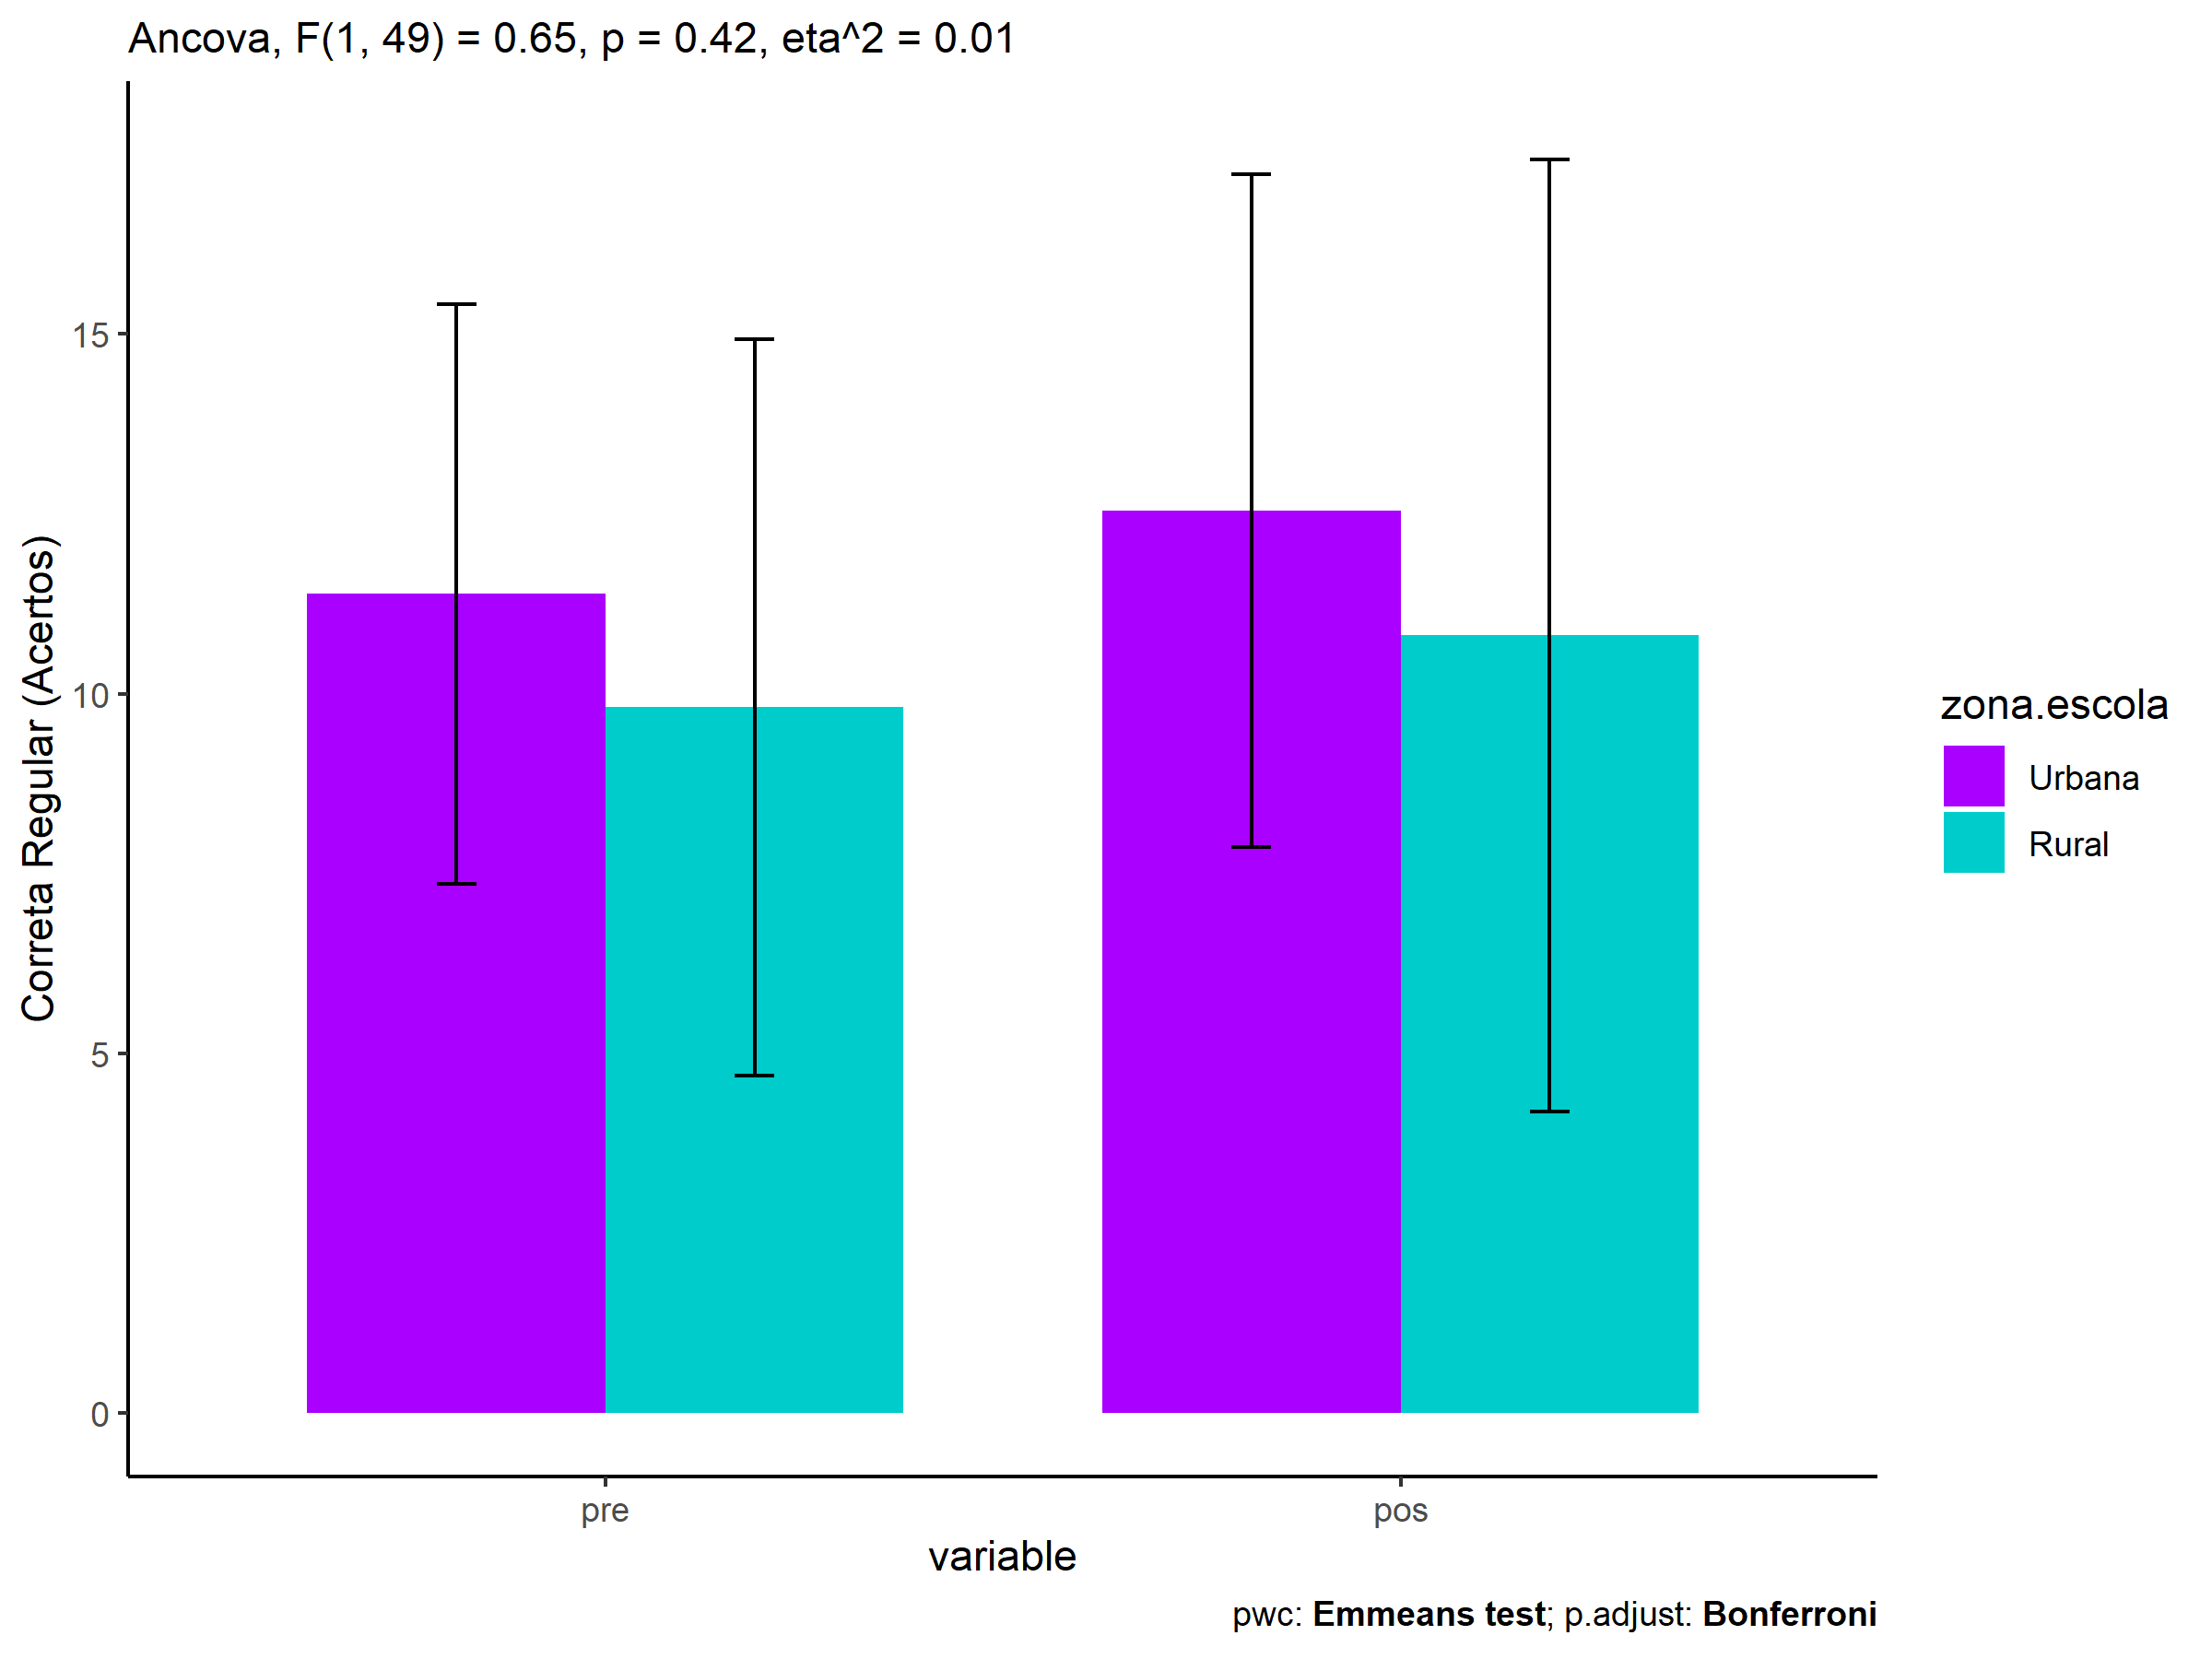 Ancova, F(1, 49) = 0.65, p = 0.42, eta^2 = 0.01
Correta Regular (Acertos)
15
10
5
0
pre
pos
variable
zona.escola
Urbana
Rural
pwc: Emmeans test; p.adjust: Bonferroni